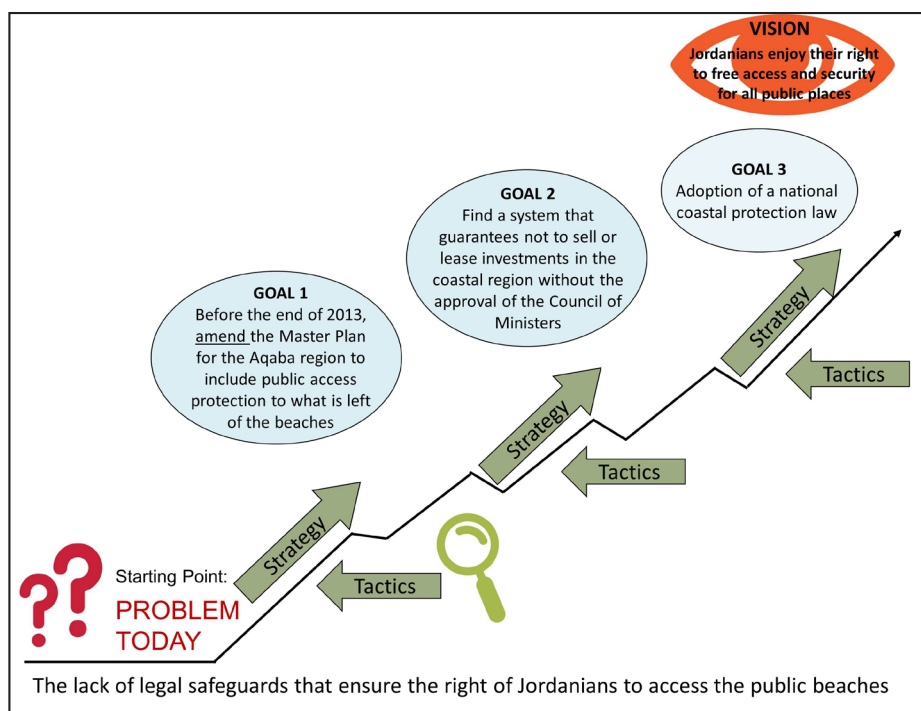 VISION
Jordanians enjoy their right
to free access and security
for all public places
GOAL 3
Adoption of a national
coastal protection law
GOAL 2
Find a system that
guarantees not to sell or
lease investments in the
coastal region without the
approval of the Council of
Ministers
GOAL 1
Before the end of 2013,
amend the Master Plan
for the Aqaba region to
include public access
protection to what is left
of the beaches
Strategy
Tactics
Strategy
Tactics
Strategy
Tactics
??
Starting Point:
PROBLEM
TODAY
The lack of legal safeguards that ensure the right of Jordanians to access the public beaches